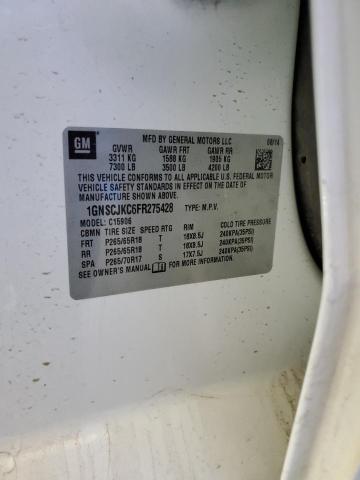 GM
MFD BY GENERAL MOTORS LLC 08/14
GVWR GAWR FRT GAWR RR
3311 KG 1588 KG 1905 KG
7300 LB 3500 LB 4200 LB
THIS VEHICLE CONFORMS TO ALL APPLICABLE U.S. FEDERAL MOTOR
VEHICLE SAFETY STANDARDS IN EFFECT ON THE DATE OF
MANUFACTURE SHOWN ABOVE.
1GNSCJKC6FR275428 TYPE: M.P.V.
MODEL: C15906
CBMN TIRE SIZE SPEED RTG RIM COLD TIRE PRESSURE
FRT P265/65R18 T 18X8.5J 240KPA(35PSI)
RR P265/65R18 T 18X8.5J 240KPA(35PSI)
SPA P265/70R17 S 17X7.5J 240KPA(35PSI)
SEE OWNER'S MANUAL FOR MORE INFORMATION.